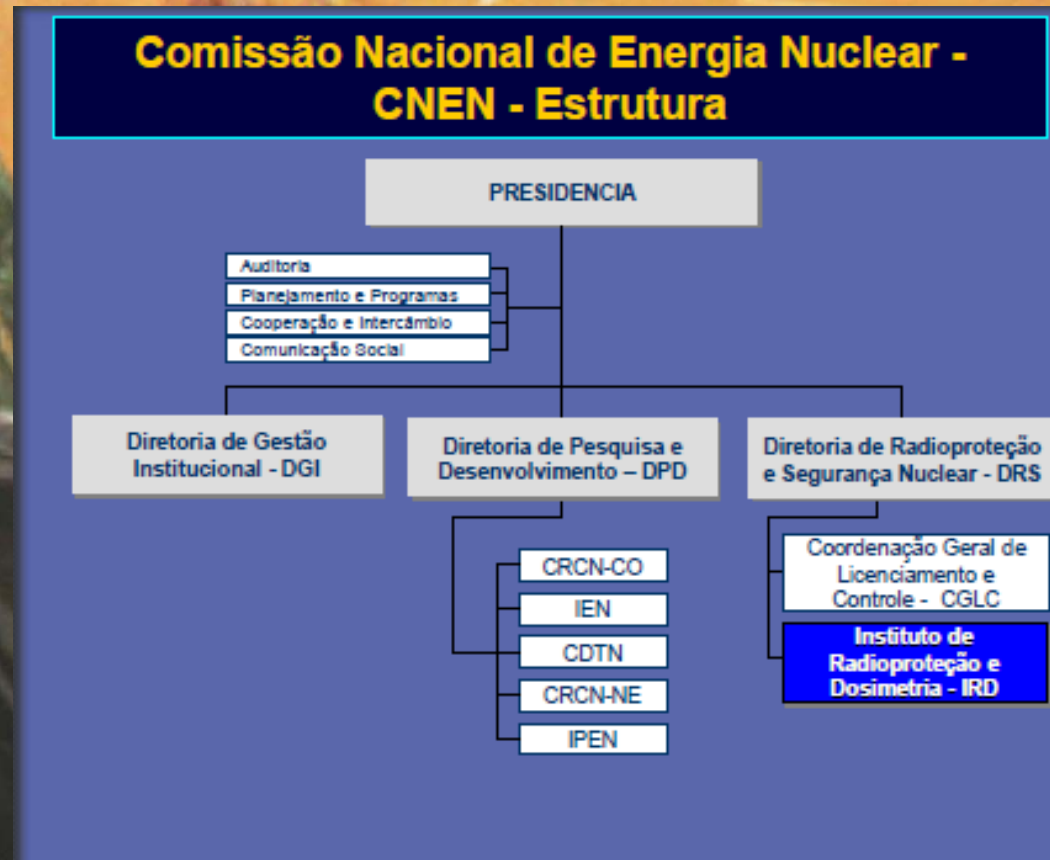 Comissão Nacional de Energia Nuclear -
CNEN - Estrutura
PRESIDENCIA
Auditoria
Planejamento e Programas
Cooperação e Intercâmbio
Comunicação Social
Diretoria de Gestão
Institucional - DGI
Diretoria de Pesquisa e
Desenvolvimento – DPD
Diretoria de Radioproteção
e Segurança Nuclear - DRS
CRCN-CO
IEN
CDTN
CRCN-NE
IPEN
Coordenação Geral de
Licenciamento e
Controle - CGLC
Instituto de
Radioproteção e
Dosimetria - IRD